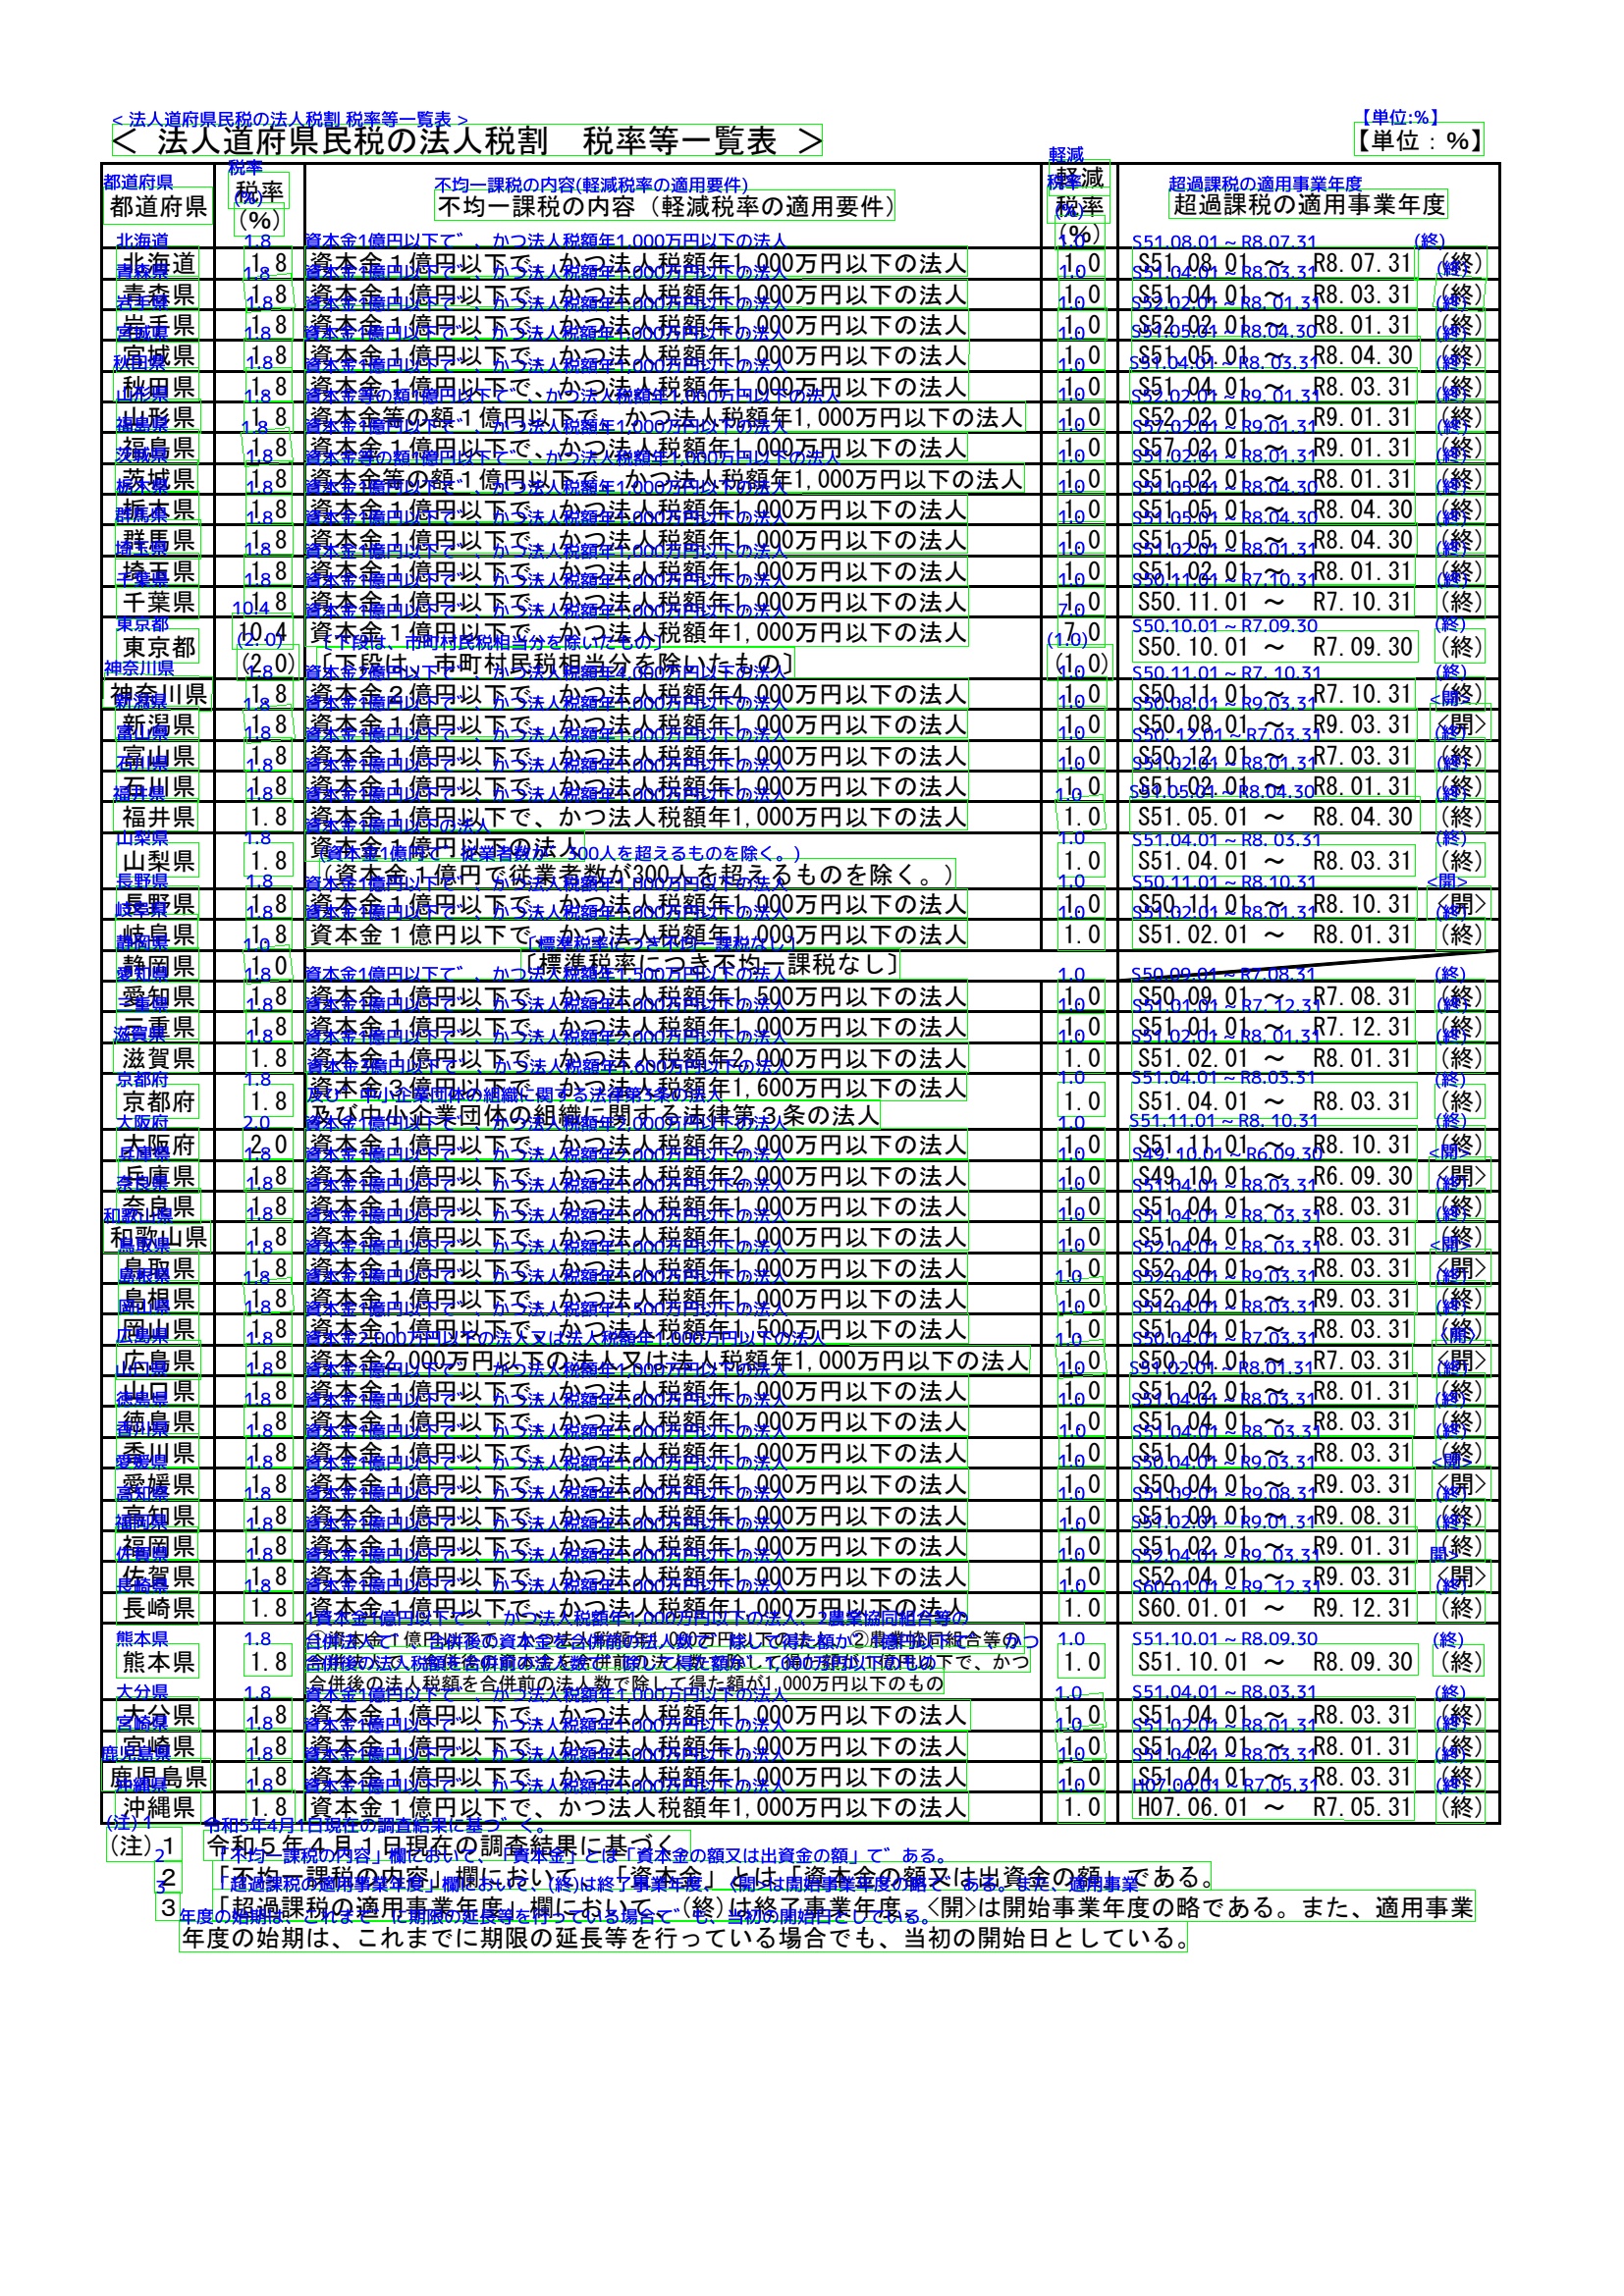 < 法人道府県民税の法人税割　税率等一覧表 >　【単位：%】
都道府県　税率(%)　不均一課税の内容（軽減税率の適用要件）　軽減税率(%)　超過課税の適用事業年度
北海道　1.8　資本金１億円以下で、かつ法人税額年1,000万円以下の法人　1.0　S51.08.01 ～ R8.07.31　(終)
青森県　1.8　資本金１億円以下で、かつ法人税額年1,000万円以下の法人　1.0　S51.04.01 ～ R8.03.31　(終)
岩手県　1.8　資本金１億円以下で、かつ法人税額年1,000万円以下の法人　1.0　S52.02.01 ～ R8.01.31　(終)
宮城県　1.8　資本金１億円以下で、かつ法人税額年1,000万円以下の法人　1.0　S51.05.01 ～ R8.04.30　(終)
秋田県　1.8　資本金１億円以下で、かつ法人税額年1,000万円以下の法人　1.0　S51.04.01 ～ R8.03.31　(終)
山形県　1.8　資本金等の額１億円以下で、かつ法人税額年1,000万円以下の法人　1.0　S52.02.01 ～ R9.01.31　(終)
福島県　1.8　資本金１億円以下で、かつ法人税額年1,000万円以下の法人　1.0　S57.02.01 ～ R9.01.31　(終)
茨城県　1.8　資本金等の額１億円以下で、かつ法人税額年1,000万円以下の法人　1.0　S51.02.01 ～ R8.01.31　(終)
栃木県　1.8　資本金１億円以下で、かつ法人税額年1,000万円以下の法人　1.0　S51.05.01 ～ R8.04.30　(終)
群馬県　1.8　資本金１億円以下で、かつ法人税額年1,000万円以下の法人　1.0　S51.05.01 ～ R8.04.30　(終)
埼玉県　1.8　資本金１億円以下で、かつ法人税額年1,000万円以下の法人　1.0　S51.02.01 ～ R8.01.31　(終)
千葉県　1.8　資本金１億円以下で、かつ法人税額年1,000万円以下の法人　1.0　S50.11.01 ～ R7.10.31　(終)
東京都　10.4　資本金１億円以下で、かつ法人税額年1,000万円以下の法人　7.0　S50.10.01 ～ R7.09.30　(終)
(2.0)　〔下段は、市町村民税相当分を除いたもの〕　(1.0)
神奈川県　1.8　資本金２億円以下で、かつ法人税額年4,000万円以下の法人　1.0　S50.11.01 ～ R7.10.31　(終)
新潟県　1.8　資本金１億円以下で、かつ法人税額年1,000万円以下の法人　1.0　S50.08.01 ～ R9.03.31　<開>
富山県　1.8　資本金１億円以下で、かつ法人税額年1,000万円以下の法人　1.0　S50.12.01 ～ R7.03.31　(終)
石川県　1.8　資本金１億円以下で、かつ法人税額年1,000万円以下の法人　1.0　S51.02.01 ～ R8.01.31　(終)
福井県　1.8　資本金１億円以下で、かつ法人税額年1,000万円以下の法人　1.0　S51.05.01 ～ R8.04.30　(終)
山梨県　1.8　資本金１億円以下の法人　1.0　S51.04.01 ～ R8.03.31　(終)
（資本金１億円で従業者数が300人を超えるものを除く。）
長野県　1.8　資本金１億円以下で、かつ法人税額年1,000万円以下の法人　1.0　S50.11.01 ～ R8.10.31　<開>
岐阜県　1.8　資本金１億円以下で、かつ法人税額年1,000万円以下の法人　1.0　S51.02.01 ～ R8.01.31　(終)
静岡県　1.0　〔標準税率につき不均一課税なし〕
愛知県　1.8　資本金１億円以下で、かつ法人税額年1,500万円以下の法人　1.0　S50.09.01 ～ R7.08.31　(終)
三重県　1.8　資本金１億円以下で、かつ法人税額年1,000万円以下の法人　1.0　S51.01.01 ～ R7.12.31　(終)
滋賀県　1.8　資本金１億円以下で、かつ法人税額年2,000万円以下の法人　1.0　S51.02.01 ～ R8.01.31　(終)
京都府　1.8　資本金３億円以下で、かつ法人税額年1,600万円以下の法人　1.0　S51.04.01 ～ R8.03.31　(終)
及び中小企業団体の組織に関する法律第３条の法人
大阪府　2.0　資本金１億円以下で、かつ法人税額年2,000万円以下の法人　1.0　S51.11.01 ～ R8.10.31　(終)
兵庫県　1.8　資本金１億円以下で、かつ法人税額年2,000万円以下の法人　1.0　S49.10.01 ～ R6.09.30　<開>
奈良県　1.8　資本金１億円以下で、かつ法人税額年1,000万円以下の法人　1.0　S51.04.01 ～ R8.03.31　(終)
和歌山県　1.8　資本金１億円以下で、かつ法人税額年1,000万円以下の法人　1.0　S51.04.01 ～ R8.03.31　(終)
鳥取県　1.8　資本金１億円以下で、かつ法人税額年1,000万円以下の法人　1.0　S52.04.01 ～ R8.03.31　<開>
島根県　1.8　資本金１億円以下で、かつ法人税額年1,000万円以下の法人　1.0　S52.04.01 ～ R9.03.31　(終)
岡山県　1.8　資本金１億円以下で、かつ法人税額年1,500万円以下の法人　1.0　S51.04.01 ～ R8.03.31　(終)
広島県　1.8　資本金2,000万円以下の法人又は法人税額年1,000万円以下の法人　1.0　S50.04.01 ～ R7.03.31　<開>
山口県　1.8　資本金１億円以下で、かつ法人税額年1,000万円以下の法人　1.0　S51.02.01 ～ R8.01.31　(終)
徳島県　1.8　資本金１億円以下で、かつ法人税額年1,000万円以下の法人　1.0　S51.04.01 ～ R8.03.31　(終)
香川県　1.8　資本金１億円以下で、かつ法人税額年1,000万円以下の法人　1.0　S51.04.01 ～ R8.03.31　(終)
愛媛県　1.8　資本金１億円以下で、かつ法人税額年1,000万円以下の法人　1.0　S50.04.01 ～ R9.03.31　<開>
高知県　1.8　資本金１億円以下で、かつ法人税額年1,000万円以下の法人　1.0　S51.09.01 ～ R9.08.31　(終)
福岡県　1.8　資本金１億円以下で、かつ法人税額年1,000万円以下の法人　1.0　S51.02.01 ～ R9.01.31　(終)
佐賀県　1.8　資本金１億円以下で、かつ法人税額年1,000万円以下の法人　1.0　S52.04.01 ～ R9.03.31　<開>
長崎県　1.8　資本金１億円以下で、かつ法人税額年1,000万円以下の法人　1.0　S60.01.01 ～ R9.12.31　(終)
熊本県　1.8　①資本金１億円以下で、かつ法人税額年1,000万円以下の法人、②農業協同組合等の　1.0　S51.10.01 ～ R8.09.30　(終)
合併法人で、合併後の資本金を合併前の法人数で除して得た額が１億円以下で、かつ
合併後の法人税額を合併前の法人数で除して得た額が1,000万円以下のもの
大分県　1.8　資本金１億円以下で、かつ法人税額年1,000万円以下の法人　1.0　S51.04.01 ～ R8.03.31　(終)
宮崎県　1.8　資本金１億円以下で、かつ法人税額年1,000万円以下の法人　1.0　S51.02.01 ～ R8.01.31　(終)
鹿児島県　1.8　資本金１億円以下で、かつ法人税額年1,000万円以下の法人　1.0　S51.04.01 ～ R8.03.31　(終)
沖縄県　1.8　資本金１億円以下で、かつ法人税額年1,000万円以下の法人　1.0　H07.06.01 ～ R7.05.31　(終)
(注)１　令和５年４月１日現在の調査結果に基づく。
２　「不均一課税の内容」欄において、「資本金」とは「資本金の額又は出資金の額」である。
３　「超過課税の適用事業年度」欄において、(終)は終了事業年度、<開>は開始事業年度の略である。また、適用事業
年度の始期は、これまでに期限の延長等を行っている場合でも、当初の開始日としている。